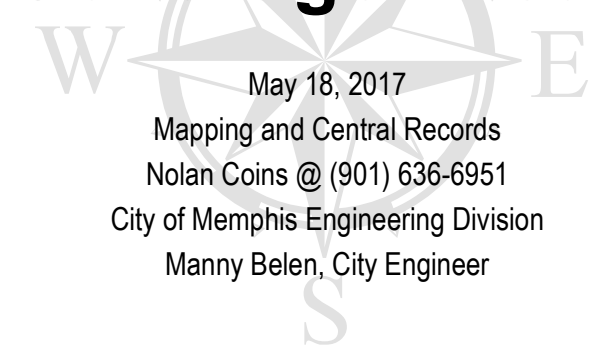 W
E
May 18, 2017
Mapping and Central Records
Nolan Coins @ (901) 636-6951
City of Memphis Engineering Division
Manny Belen, City Engineer
S